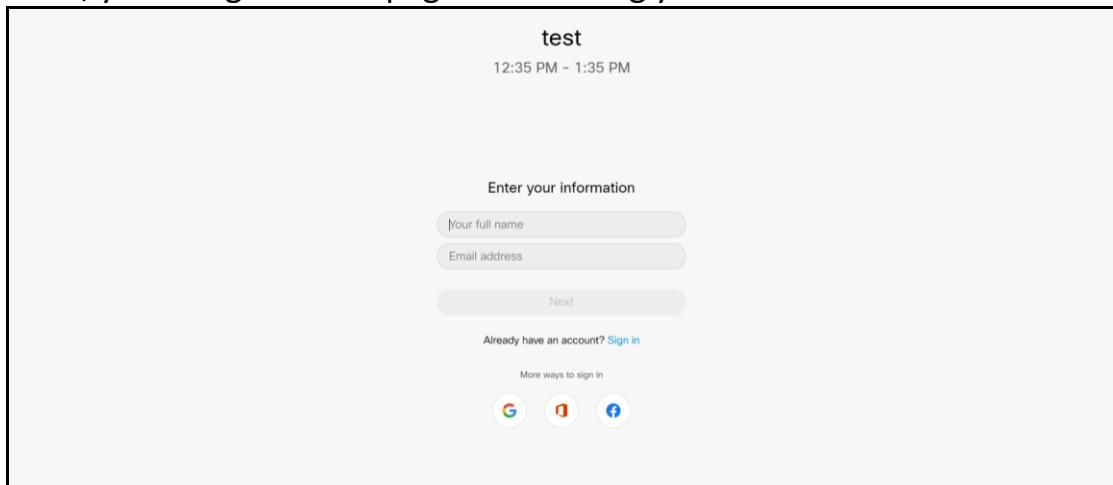 test
12:35 PM – 1:35 PM
Enter your information
Your full name
Email address
Next
Already have an account? Sign in
More ways to sign in